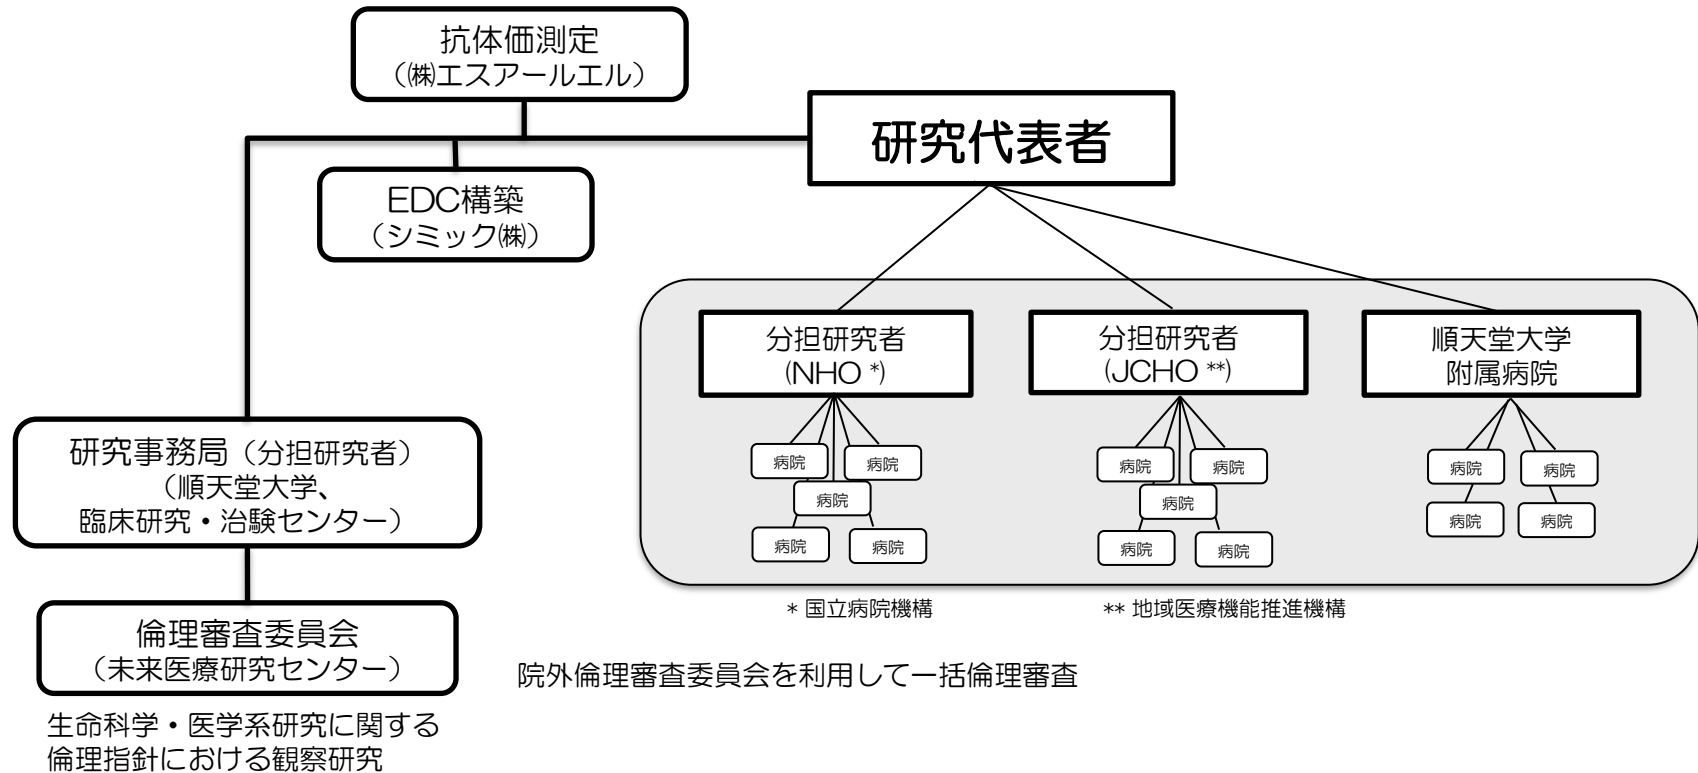 抗体価測定
（㈱エスアールエル）
研究代表者
EDC構築
（シミック㈱）
分担研究者
(NHO *)
分担研究者
(JCHO **)
順天堂大学
附属病院
病院
病院
病院
病院
病院
病院
病院
病院
病院
病院
病院
病院
病院
病院
* 国立病院機構
** 地域医療機能推進機構
研究事務局（分担研究者）
（順天堂大学、
臨床研究・治験センター）
倫理審査委員会
（未来医療研究センター）
院外倫理審査委員会を利用して一括倫理審査
生命科学・医学系研究に関する
倫理指針における観察研究